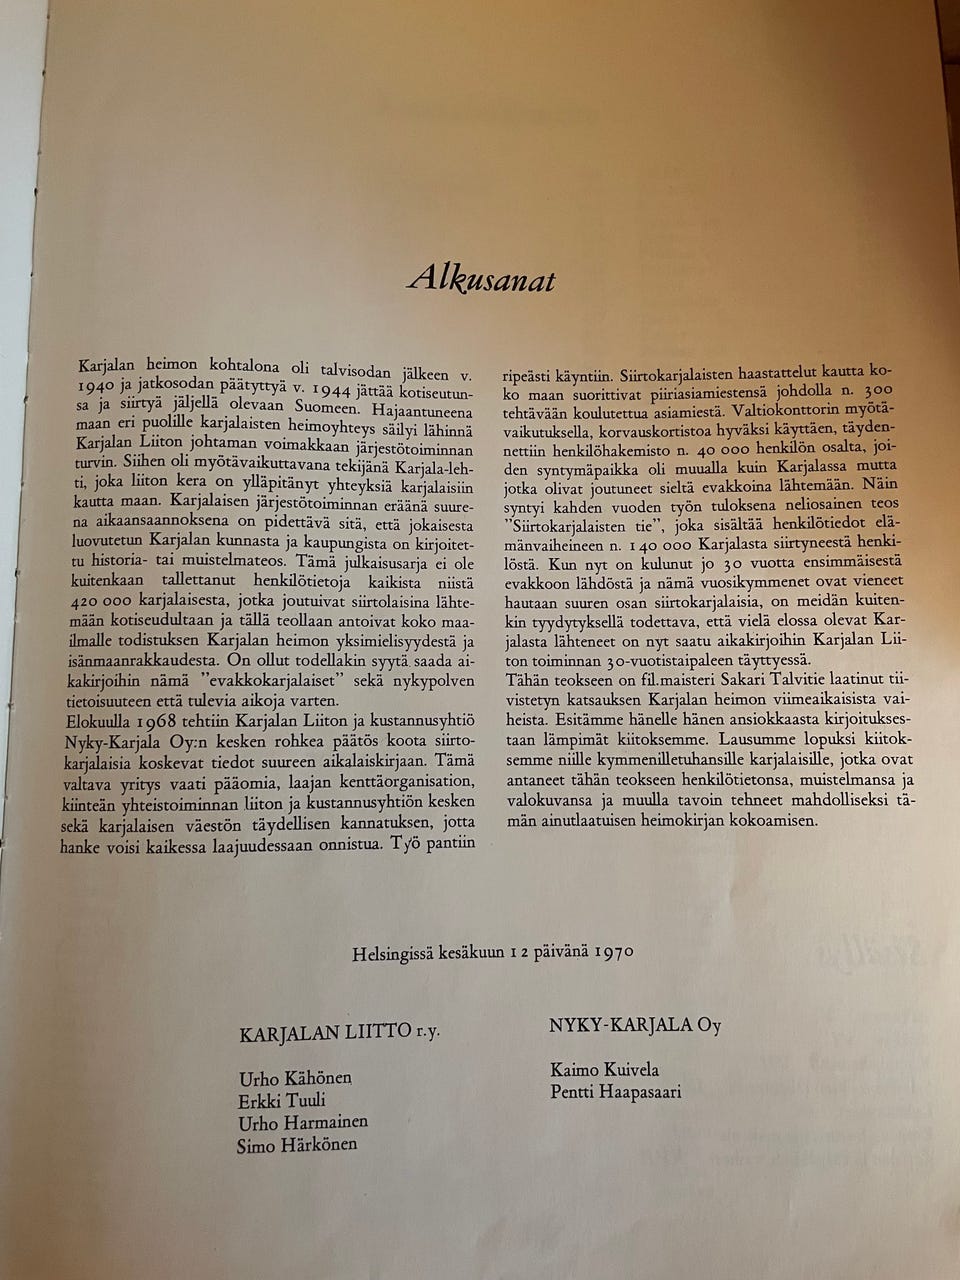 Alkusanat
Karjalan heimon kohtalona oli talvisodan jälkeen v.
1940 ja jatkosodan päätyttyä v. 1944 jättää kotiseutun-
sa ja siirtyä jäljellä olevaan Suomeen. Hajaantuneena
maan eri puolille karjalaisten heimoyhteys säilyi lähinnä
Karjalan Liiton johtaman voimakkaan järjestötoiminnan
turvin. Siihen oli myötävaikuttavana tekijänä Karjala-leh-
ti, joka liiton kera on ylläpitänyt yhteyksiä karjalaisiin
kautta maan. Karjalaisen järjestötoiminnan eräänä suure-
na aikaansaannoksena on pidettävä sitä, että jokaisesta
luovutetun Karjalan kunnasta ja kaupungista on kirjoitet-
tu historia- tai muistelmateos. Tämä julkaisusarja ei ole
kuitenkaan tallettanut henkilötietoja kaikista niistä
420 000 karjalaisesta, jotka joutuivat siirtolaisina lähte-
mään kotiseudultaan ja tällä teollaan antoivat koko maa-
ilmalle todistuksen Karjalan heimon yksimielisyydestä ja
isänmaanrakkaudesta. On ollut todellakin syytä saada ai-
kakirjoihin nämä ”evakkokarjalaiset” sekä nykypolven
tietoisuuteen että tulevia aikoja varten.
Elokuulla 1968 tehtiin Karjalan Liiton ja kustannusyhtiö
Nyky-Karjala Oy:n kesken rohkea päätös koota siirto-
karjalaisia koskevat tiedot suureen aikalaiskirjaan. Tämä
valtava yritys vaati pääomia, laajan kenttäorganisation,
kiinteän yhteistoiminnan liiton ja kustannusyhtiön kesken
sekä karjalaisen väestön täydellisen kannatuksen, jotta
hanke voisi kaikessa laajuudessaan onnistua. Työ pantiin
ripeästi käyntiin. Siirtokarjalaisten haastattelut kautta ko-
ko maan suorittivat piiriasiamiestensä johdolla n. 300
tehtävään koulutettua asiamiestä. Valtiokonttorin myötä-
vaikutuksella, korvauskortistoa hyväksi käyttäen, täyden-
nettiin henkilöhakemisto n. 40 000 henkilön osalta, joi-
den syntymäpaikka oli muualla kuin Karjalassa mutta
jotka olivat joutuneet sieltä evakkoina lähtemään. Näin
syntyi kahden vuoden työn tuloksena neliosainen teos
”Siirtokarjalaisten tie”, joka sisältää henkilötiedot elä-
mänvaiheineen n. 140 000 Karjalasta siirtyneestä henki-
löstä. Kun nyt on kulunut jo 30 vuotta ensimmäisestä
evakkoon lähdöstä ja nämä vuosikymmenet ovat vieneet
hautaan suuren osan siirtokarjalaisia, on meidän kuiten-
kin tyydytyksellä todettava, että vielä elossa olevat Kar-
jalasta lähteneet on nyt saatu aikakirjoihin Karjalan Lii-
ton toiminnan 30-vuotistaipaleen täyttyessä.
Tähän teokseen on fil.maisteri Sakari Talvitie laatinut tii-
vistetyn katsauksen Karjalan heimon viimeaikaisista vai-
heista. Esitämme hänelle hänen ansiokkaasta kirjoitukses-
taan lämpimät kiitoksemme. Lausumme lopuksi kiitok-
semme niille kymmenilletuhansille karjalaisille, jotka ovat
antaneet tähän teokseen henkilötietonsa, muistelmansa ja
valokuvansa ja muulla tavoin tehneet mahdolliseksi tä-
män ainutlaatuisen heimokirjan kokoamisen.
Helsingissä kesäkuun 12 päivänä 1970
KARJALAN LIITTO r.y.
Urho Kähönen
Erkki Tuuli
Urho Harmainen
Simo Härkönen
NYKY-KARJALA Oy
Kaimo Kuivela
Pentti Haapasaari